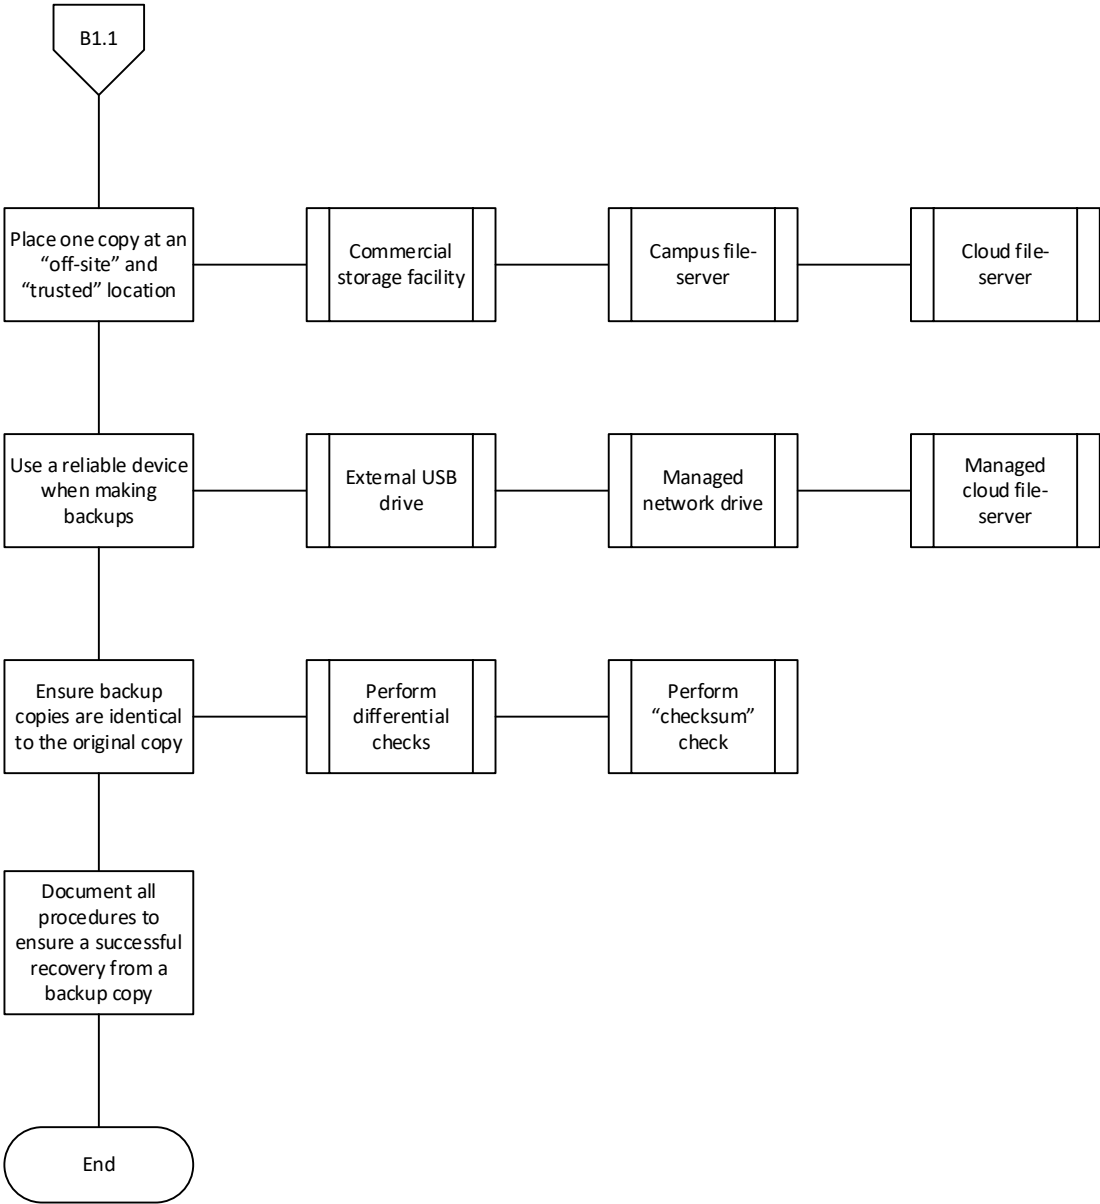 B1.1
Place one copy at an
“off-site” and
“trusted” location
Commercial
storage facility
Campus file-
server
Cloud file-
server
Use a reliable device
when making
backups
External USB
drive
Managed
network drive
Managed
cloud file-
server
Ensure backup
copies are identical
to the original copy
Perform
differential
checks
Perform
“checksum”
check
Document all
procedures to
ensure a successful
recovery from a
backup copy
End